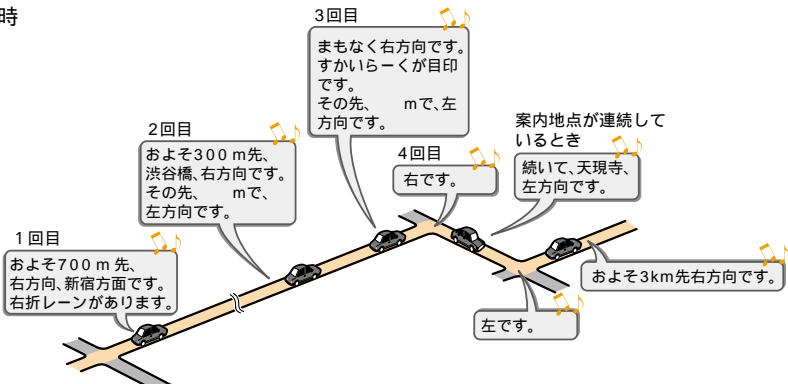 時
3回目
まもなく右方向です。
すかいらーくが目印
です。
その先、　　mで、左
方向です。
2回目
およそ300 m先、
渋谷橋、右方向です。
その先、　　mで、
左方向です。
案内地点が連続して
いるとき
続いて、天現寺、
左方向です。
4回目
右です。
1回目
およそ700 m 先、
右方向、新宿方面です。
右折レーンがあります。
およそ3km先右方向です。
左です。